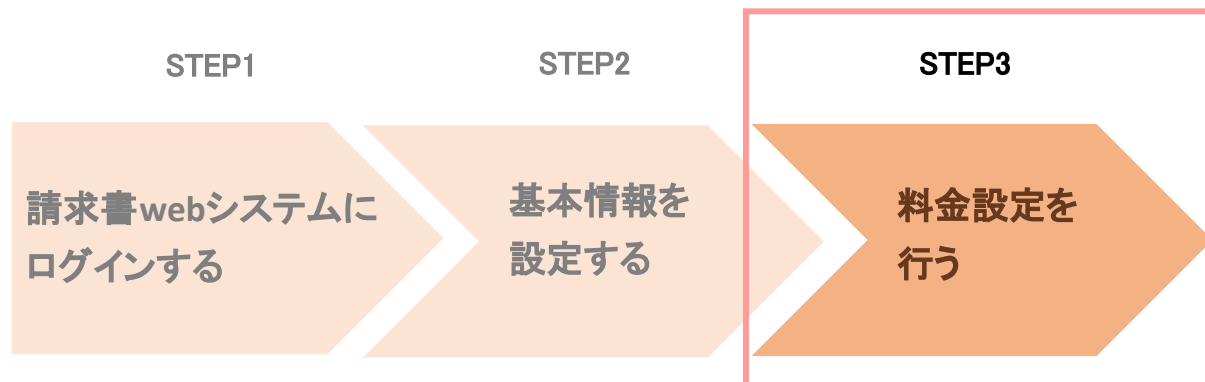 STEP1
請求書webシステムに
ログインする
STEP2
基本情報を
設定する
STEP3
料金設定を
行う